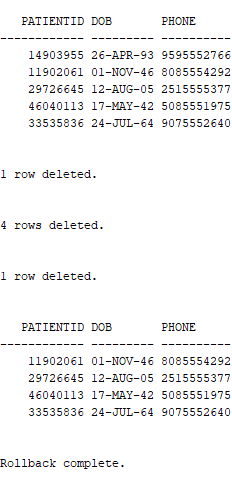 PATIENTID DOB PHONE
------------ --------- ----------
14903955 26-APR-93 9595552766
11902061 01-NOV-46 8085554292
29726645 12-AUG-05 2515555377
46040113 17-MAY-42 5085551975
33535836 24-JUL-64 9075552640
1 row deleted.
4 rows deleted.
1 row deleted.
PATIENTID DOB PHONE
------------ --------- ----------
11902061 01-NOV-46 8085554292
29726645 12-AUG-05 2515555377
46040113 17-MAY-42 5085551975
33535836 24-JUL-64 9075552640
Rollback complete.